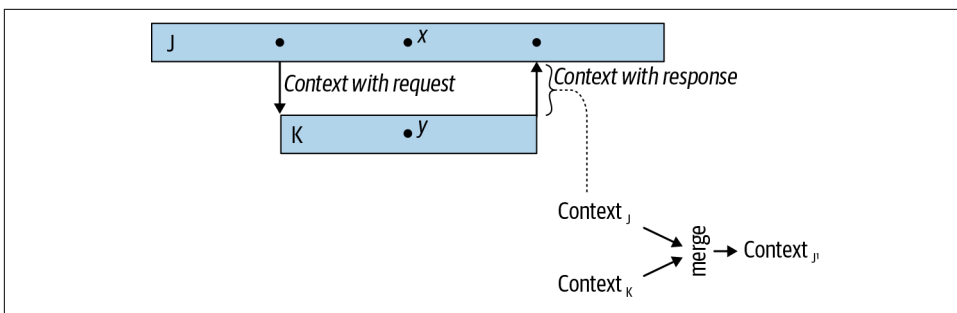 J
x
Context with request
Context with response
K
y
Context J
merge
Context J'
Context K